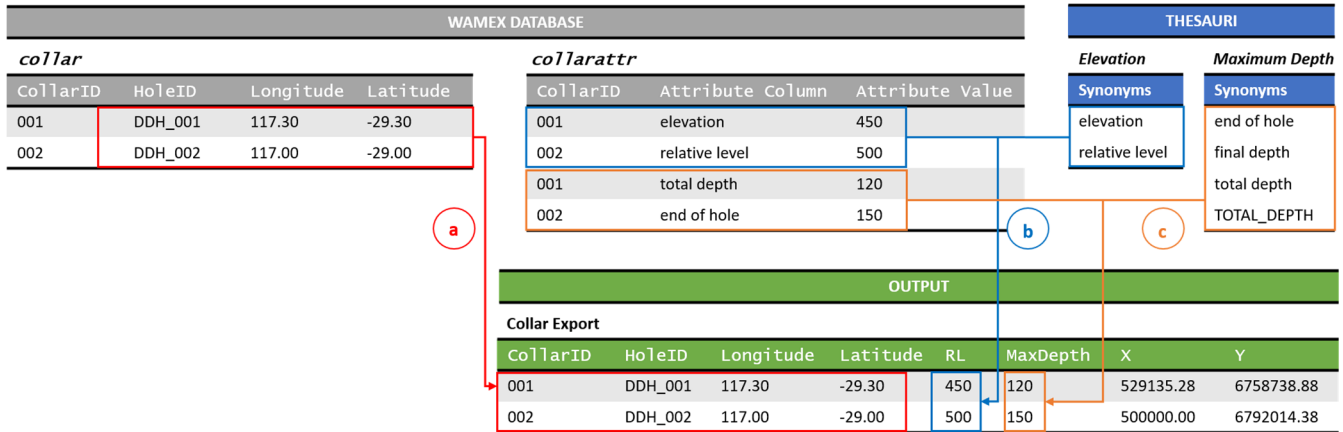 WAMEX DATABASE
THESAURI
collar
collarattr
Elevation
Maximum Depth
CollarID HoleID Longitude Latitude
CollarID Attribute Column Attribute Value
Synonyms
Synonyms
001 DDH_001 117.30 -29.30
002 DDH_002 117.00 -29.00
001 elevation 450
002 relative level 500
001 total depth 120
002 end of hole 150
elevation
relative level
end of hole
final depth
total depth
TOTAL_DEPTH
a
b
c
OUTPUT
Collar Export
CollarID HoleID Longitude Latitude RL MaxDepth X Y
001 DDH_001 117.30 -29.30 450 120 529135.28 6758738.88
002 DDH_002 117.00 -29.00 500 150 500000.00 6792014.38